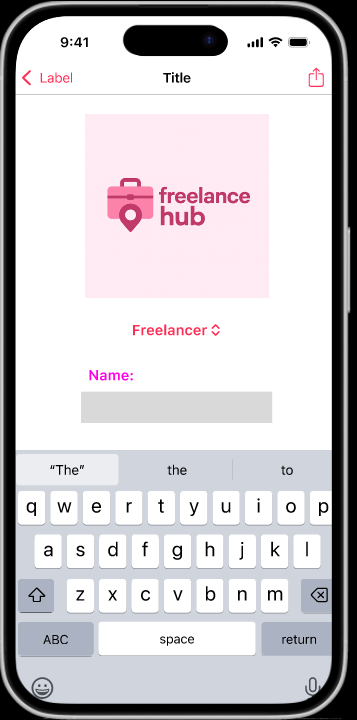 9:41
Label
Title
freelance
hub
Freelancer
Name:
“The”
the
to
q w e r t y u i o p
a s d f g h j k l
z x c v b n m
ABC
space
return